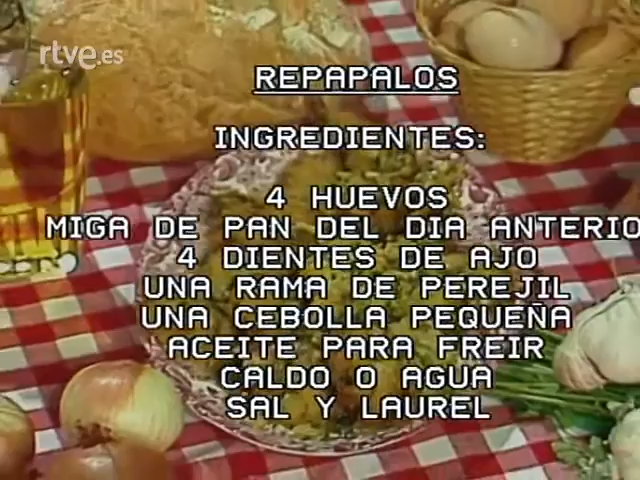 rtve.es
REPAPALOS
INGREDIENTES:
4 HUEVOS
MIGA DE PAN DEL DIA ANTERIO
4 DIENTES DE AJO
UNA RAMA DE PEREJIL
UNA CEBOLLA PEQUEÑA
ACEITE PARA FREIR
CALDO O AGUA
SAL Y LAUREL